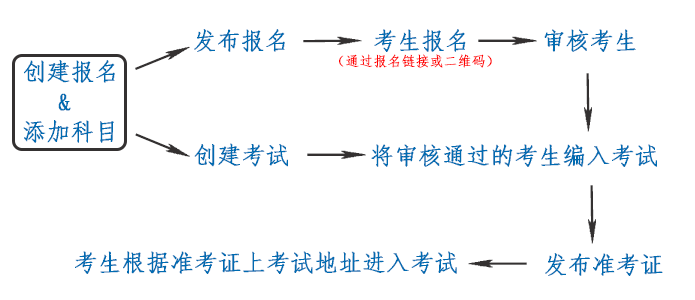 创建报名
&
添加科目
发布报名
考生报名
（通过报名链接或二维码）
审核考生
创建考试
将审核通过的考生编入考试
发布准考证
考生根据准考证上考试地址进入考试